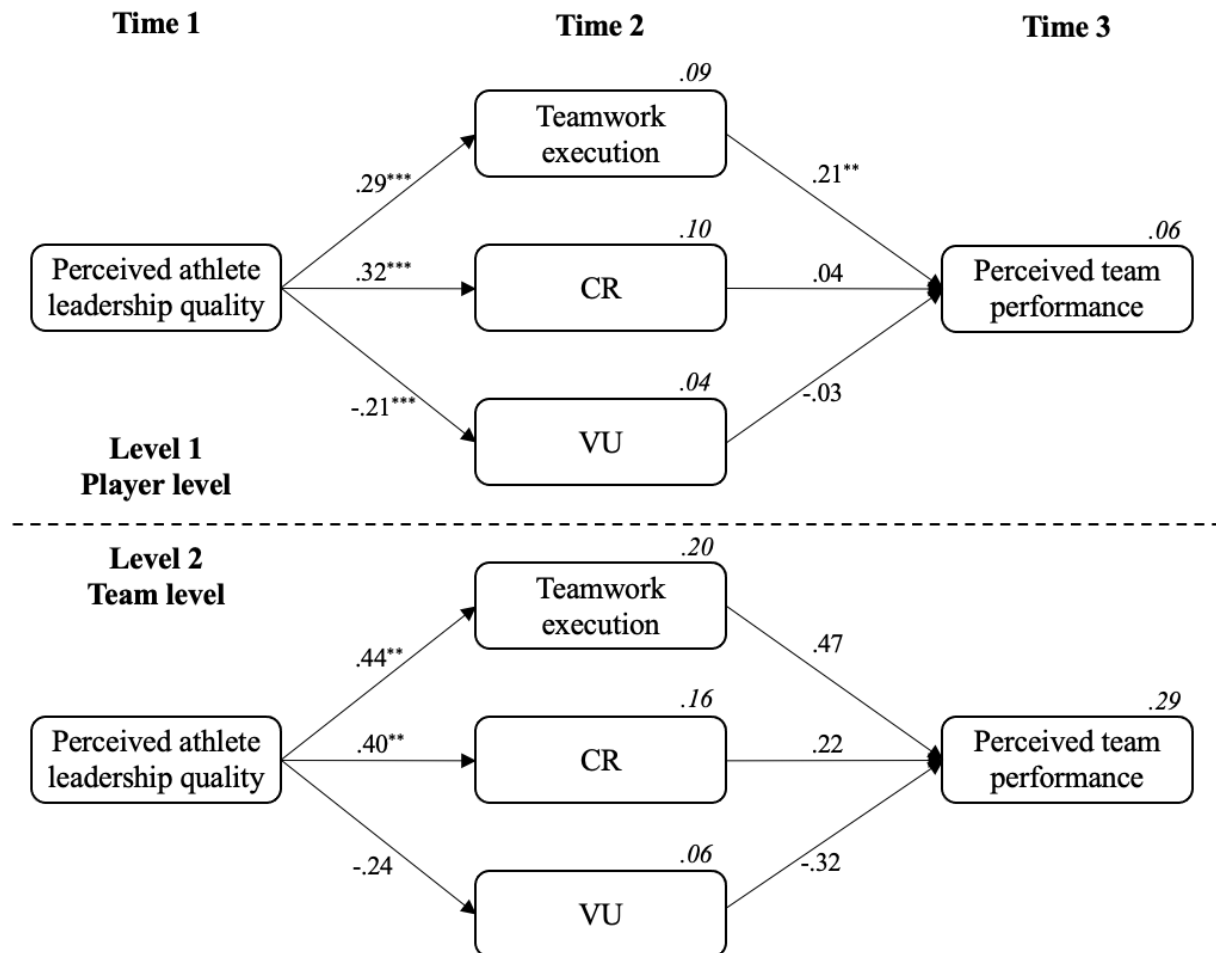 Time 1
Time 2
Time 3
.09
Teamwork
execution
.29***
.21**
.10
.06
Perceived athlete
leadership quality
.32***
CR
.04
Perceived team
performance
.04
-.21***
-.03
VU
Level 1
Player level
Level 2
Team level
.20
Teamwork
execution
.44**
.47
.16
.29
Perceived athlete
leadership quality
.40**
CR
.22
Perceived team
performance
.06
-.24
-.32
VU